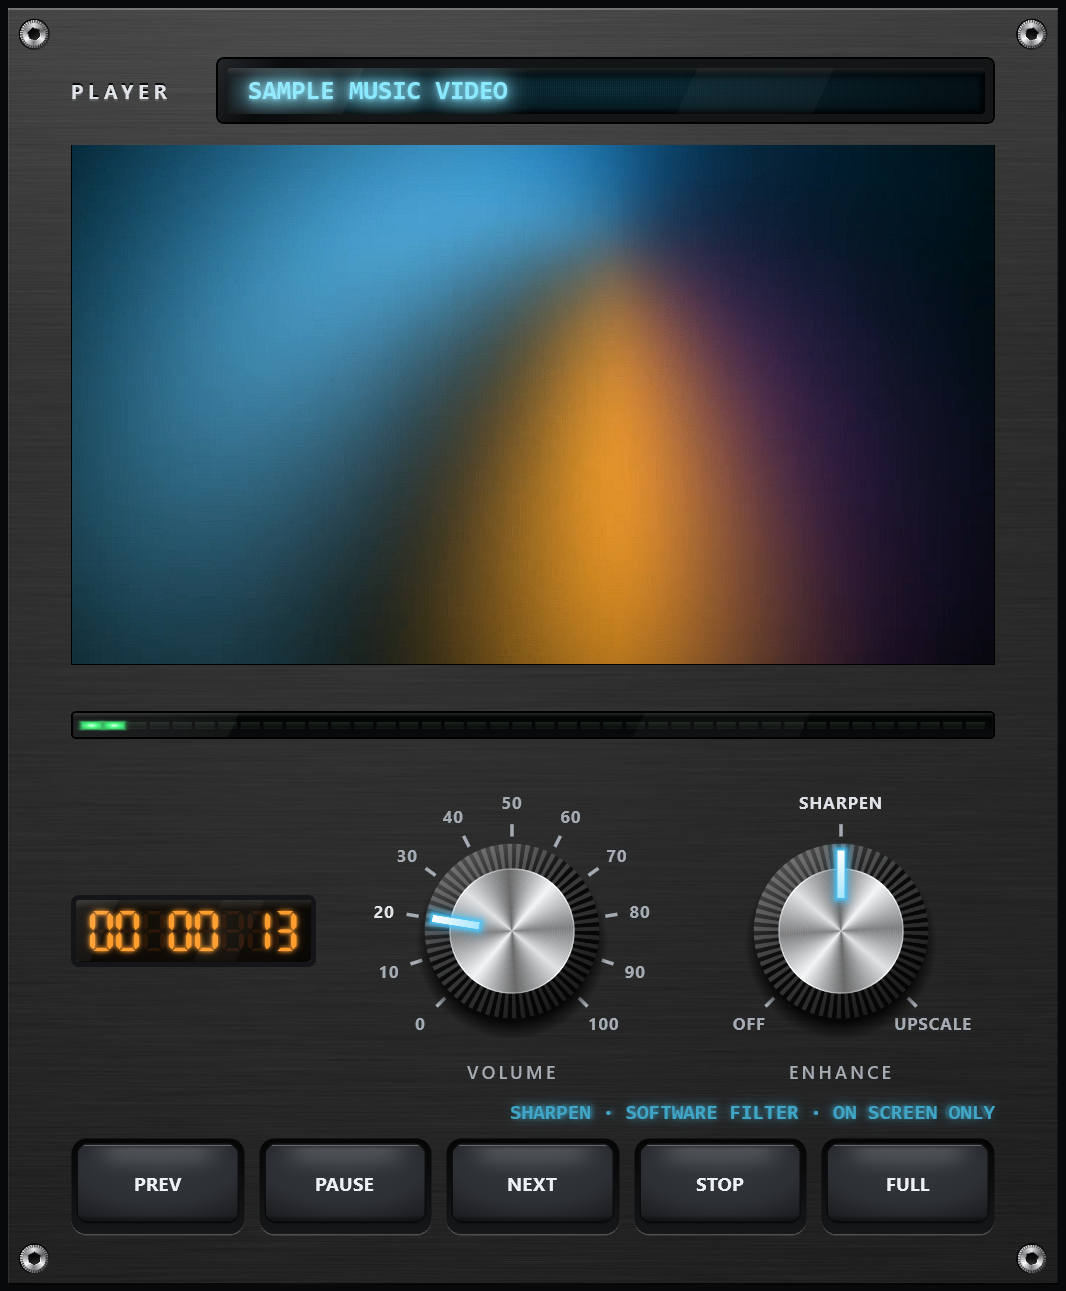 PLAYER
SAMPLE MUSIC VIDEO
50
40
60
30
70
20
80
10
90
0
100
VOLUME
SHARPEN
OFF
UPSCALE
ENHANCE
00 00 13
SHARPEN · SOFTWARE FILTER · ON SCREEN ONLY
PREV
PAUSE
NEXT
STOP
FULL